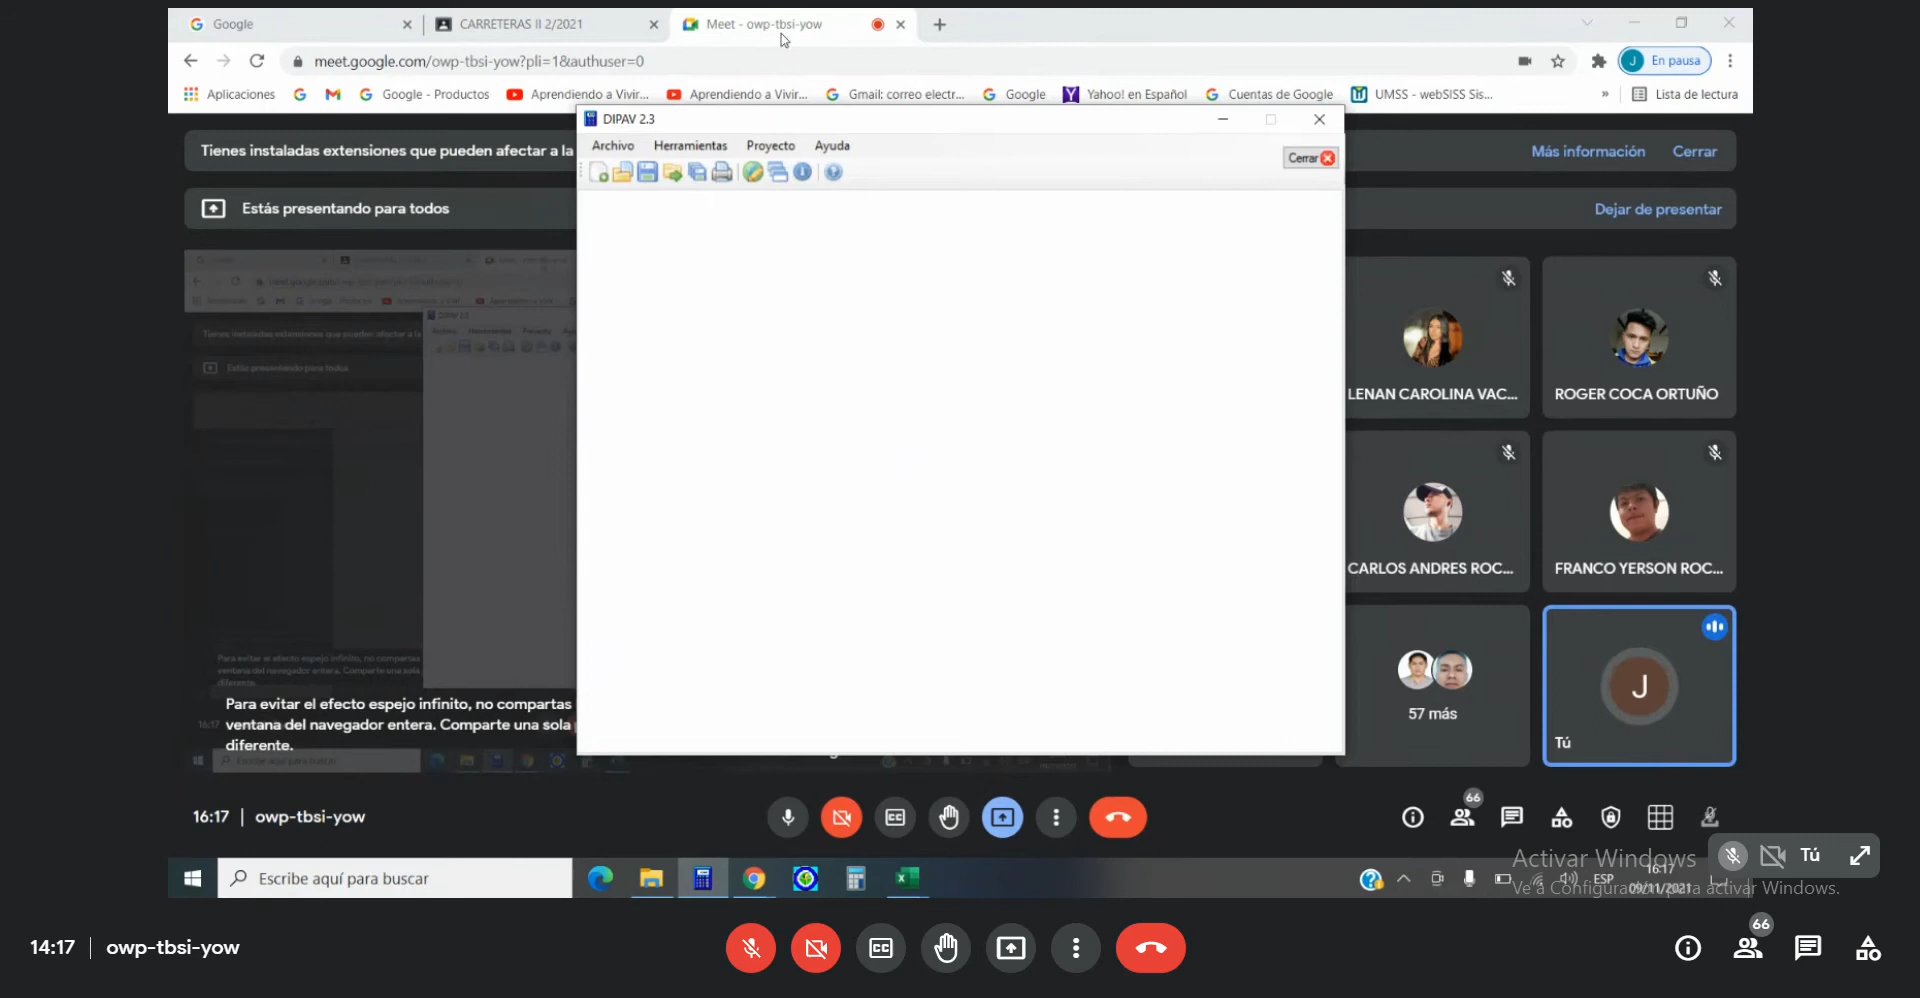 Google
CARRETERAS II 2/2021
Meet - owp-tbsi-yow
meet.google.com/owp-tbsi-yow?pli=1&authuser=0
J
En pausa
Aplicaciones
Google - Productos
Aprendiendo a Vivir...
Aprendiendo a Vivir...
Gmail: correo electr...
Google
Yahoo! en Español
Cuentas de Google
UMSS - webSISS Sis...
»
Lista de lectura
DIPAV 2.3
Archivo Herramientas Proyecto Ayuda
Cerrar
Tienes instaladas extensiones que pueden afectar a la
Más información
Cerrar
Estás presentando para todos
Dejar de presentar
LENAN CAROLINA VAC...
ROGER COCA ORTUÑO
CARLOS ANDRES ROC...
FRANCO YERSON ROC...
57 más
J
Tú
Para evitar el efecto espejo infinito, no compartas
ventana del navegador entera. Comparte una sola
diferente.
16:17 | owp-tbsi-yow
66
Escribe aquí para buscar
ESP
16:17
09/11/2021
Activar Windows
Ve a Configuración para activar Windows.
Tú
14:17 | owp-tbsi-yow
66